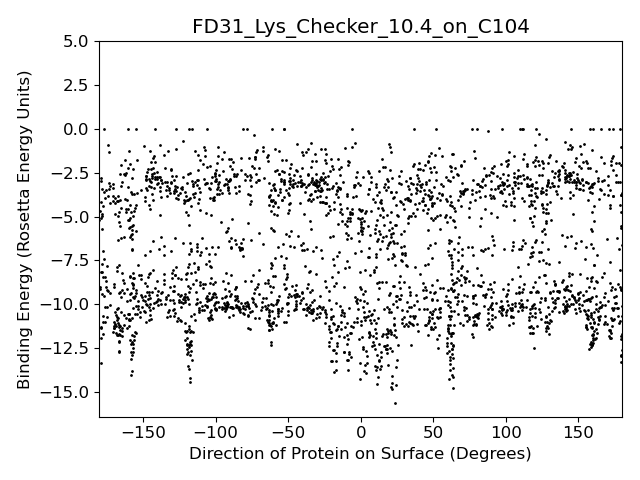 FD31_Lys_Checker_10.4_on_C104
Binding Energy (Rosetta Energy Units)
5.0
2.5
0.0
−2.5
−5.0
−7.5
−10.0
−12.5
−15.0
−150 −100 −50 0 50 100 150
Direction of Protein on Surface (Degrees)